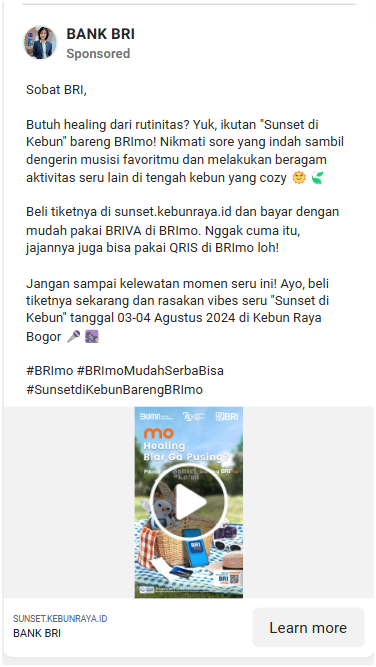 BANK BRI
Sponsored
Sobat BRI,
Butuh healing dari rutinitas? Yuk, ikutan "Sunset di
Kebun" bareng BRImo! Nikmati sore yang indah sambil
dengerin musisi favoritmu dan melakukan beragam
aktivitas seru lain di tengah kebun yang cozy 🌞 🍃
Beli tiketnya di sunset.kebunraya.id dan bayar dengan
mudah pakai BRIVA di BRImo. Nggak cuma itu,
jajannya juga bisa pakai QRIS di BRImo loh!
Jangan sampai kelewatan momen seru ini! Ayo, beli
tiketnya sekarang dan rasakan vibes seru "Sunset di
Kebun" tanggal 03-04 Agustus 2024 di Kebun Raya
Bogor 🎤 🎆
#BRImo #BRImoMudahSerbaBisa
#SunsetdiKebunBarengBRImo
BUMN BRI
mo
Healing
Biar Ga Pusing?
Sunset
di Kebun
BRI
SUNSET.KEBUNRAYA.ID
BANK BRI
Learn more